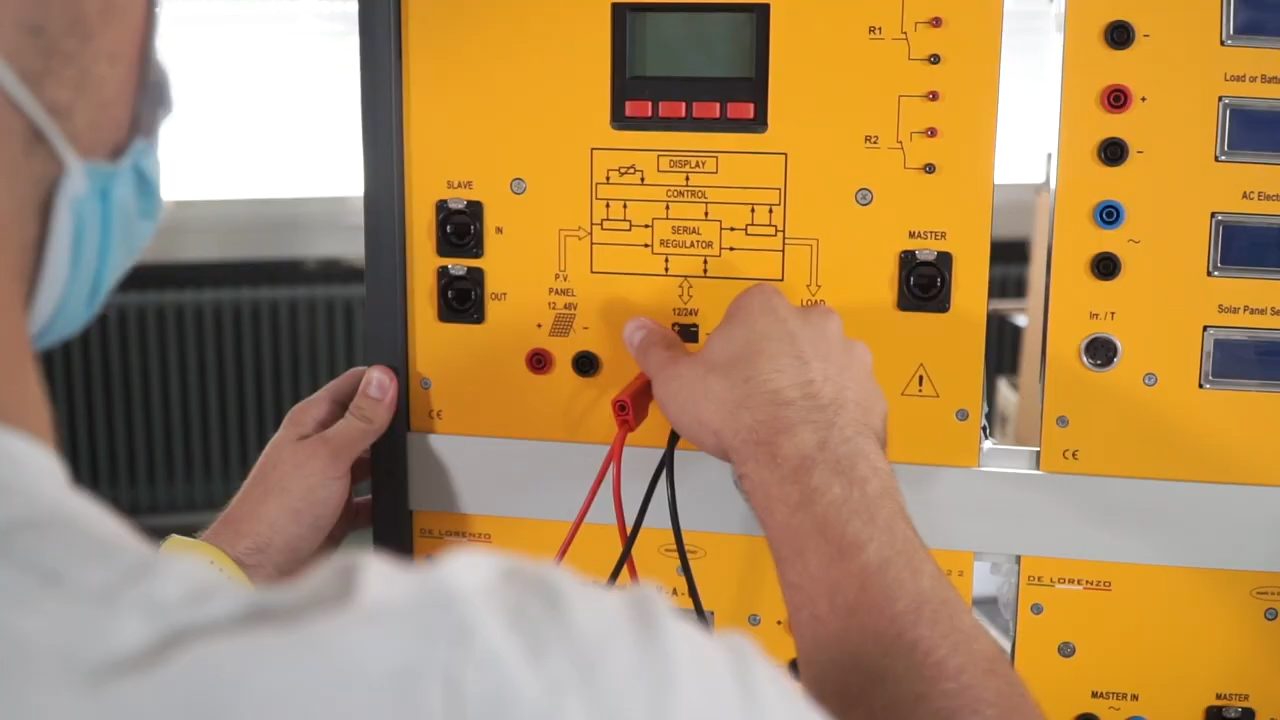 R1
R2
DISPLAY
CONTROL
SERIAL
REGULATOR
SLAVE
IN
OUT
P.V.
PANEL
12...48V
+
-
12/24V
LOAD
MASTER
CE
-
+
-
Load or Batte
AC Elect
~
Irr. / T
Solar Panel Se
CE
DE LORENZO
DE LORENZO
MASTER IN
~
MASTER